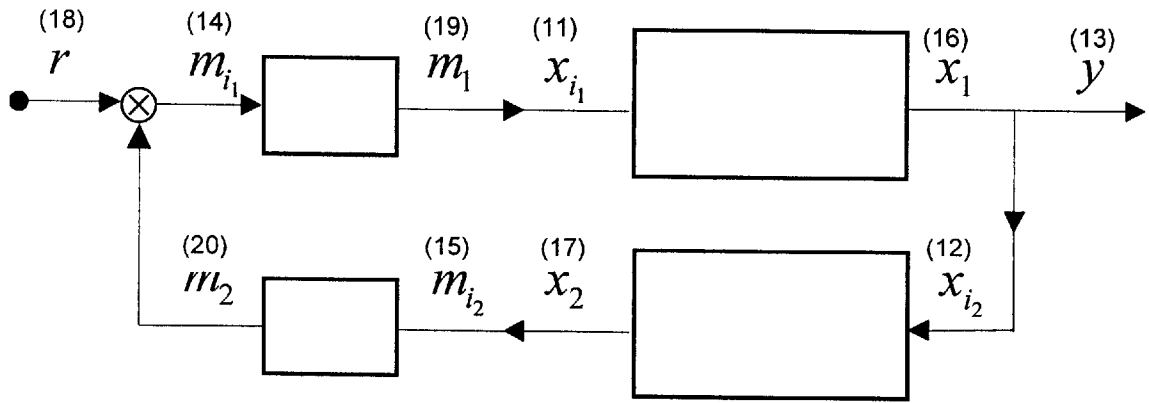 (18) (14) (19) (11) (16) (13)
r m_{i_1} m_1 x_{i_1} x_1 y
(20) (15) (17) (12)
m_2 m_{i_2} x_2 x_{i_2}